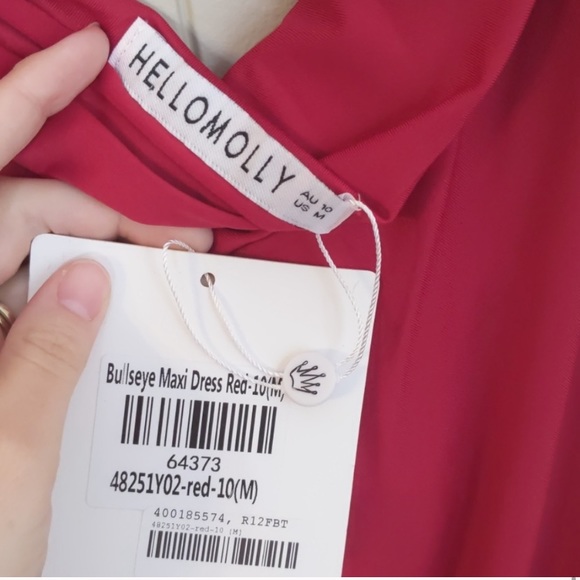 HELLOMOLLY
AU 10
US M
Bullseye Maxi Dress Red-10(M)
64373
48251Y02-red-10(M)
400185574, R12FBT
48251Y02-red-10 (M)